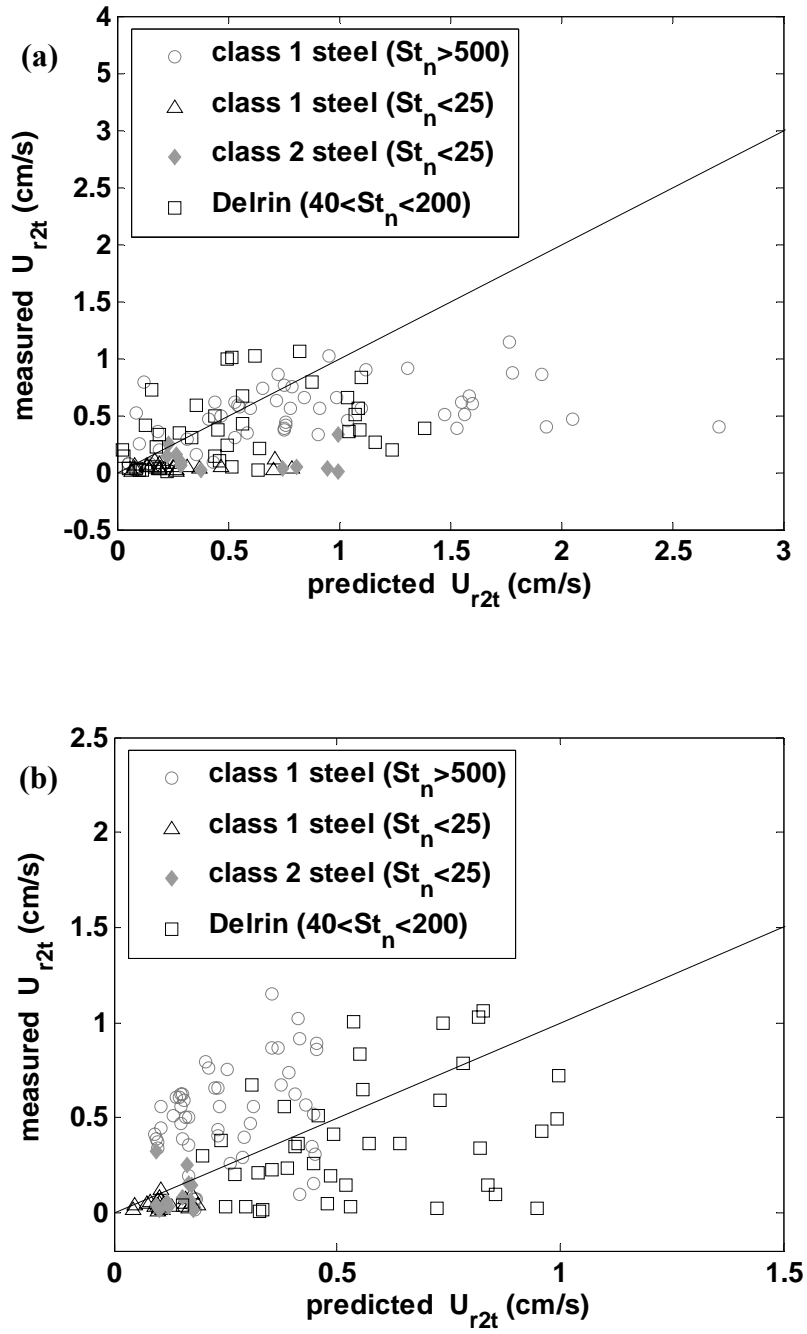 (a)
class 1 steel (St_n>500)
class 1 steel (St_n<25)
class 2 steel (St_n<25)
Delrin (40<St_n<200)
4
5
3
2.5
2
1.5
1
0.5
0
-0.5
measured U_r2t (cm/s)
0 0.5 1 1.5 2 2.5 3
predicted U_r2t (cm/s)
(b)
class 1 steel (St_n>500)
class 1 steel (St_n<25)
class 2 steel (St_n<25)
Delrin (40<St_n<200)
2.5
2
1.5
1
0.5
0
measured U_r2t (cm/s)
0 0.5 1 1.5
predicted U_r2t (cm/s)